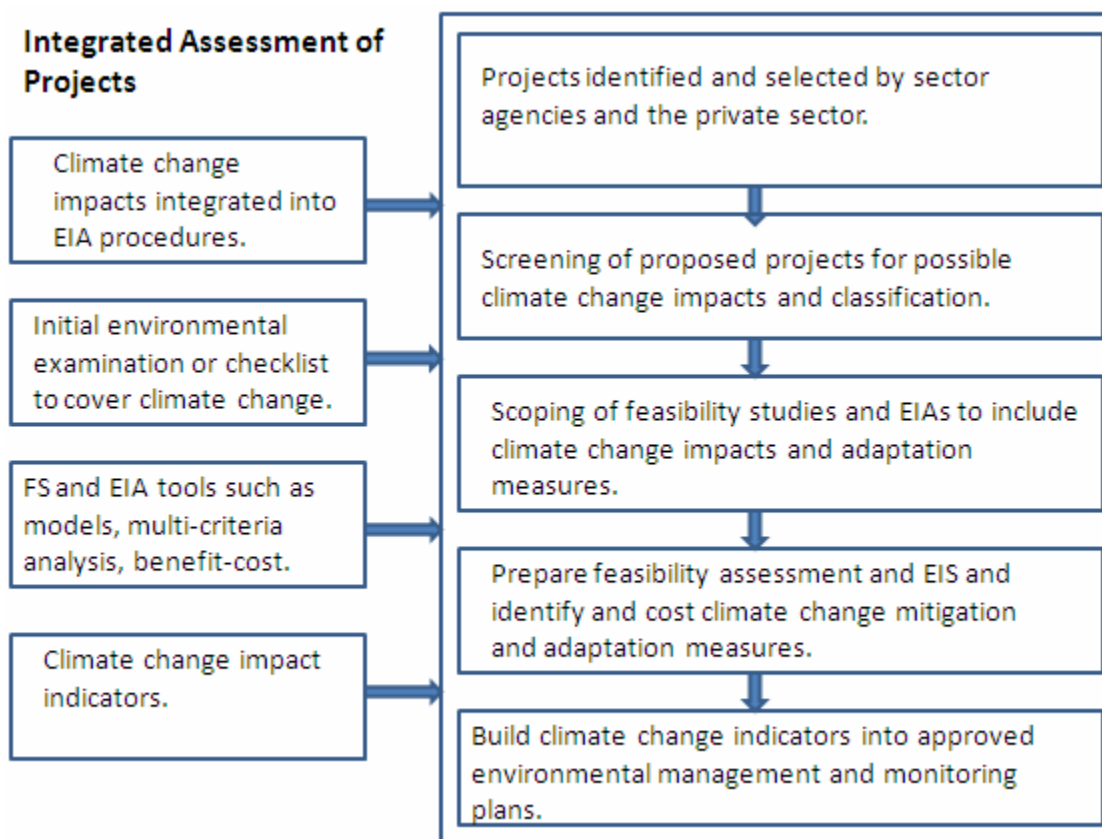 Integrated Assessment of
Projects
Climate change
impacts integrated into
EIA procedures.
Initial environmental
examination or checklist
to cover climate change.
FS and EIA tools such as
models, multi-criteria
analysis, benefit-cost.
Climate change impact
indicators.
Projects identified and selected by sector
agencies and the private sector.
Screening of proposed projects for possible
climate change impacts and classification.
Scoping of feasibility studies and EIAs to include
climate change impacts and adaptation
measures.
Prepare feasibility assessment and EIS and
identify and cost climate change mitigation
and adaptation measures.
Build climate change indicators into approved
environmental management and monitoring
plans.